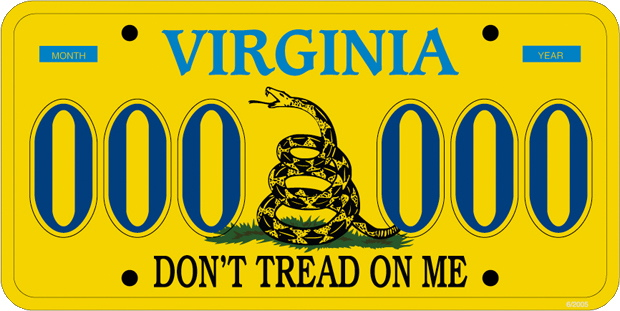 VIRGINIA
MONTH
YEAR
000 000
DON'T TREAD ON ME